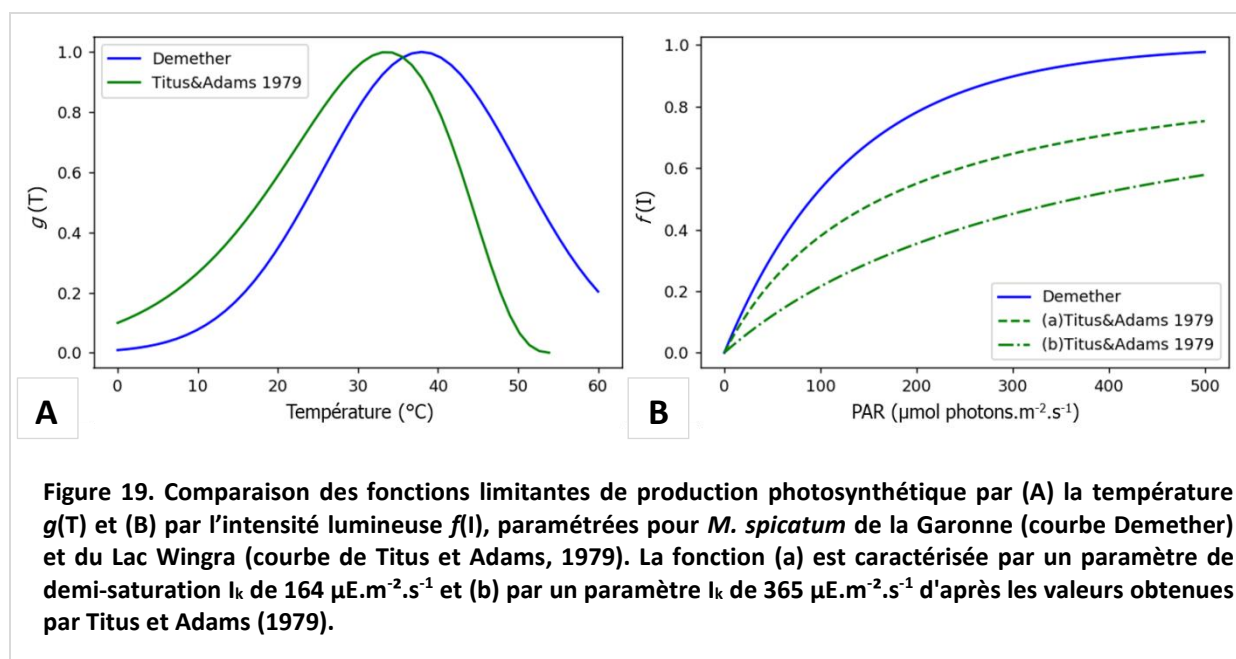 Demether
Titus&Adams 1979
1.0
0.8
0.6
0.4
0.2
0.0
g (T)
0
10
20
30
40
50
60
Température (°C)
A
1.0
0.8
0.6
0.4
0.2
0.0
f (I)
Demether
(a)Titus&Adams 1979
(b)Titus&Adams 1979
0
100
200
300
400
500
PAR (µmol photons.m⁻².s⁻¹)
B
Figure 19. Comparaison des fonctions limitantes de production photosynthétique par (A) la température
g(T) et (B) par l’intensité lumineuse f(I), paramétrées pour M. spicatum de la Garonne (courbe Demether)
et du Lac Wingra (courbe de Titus et Adams, 1979). La fonction (a) est caractérisée par un paramètre de
demi-saturation Iₖ de 164 µE.m⁻².s⁻¹ et (b) par un paramètre Iₖ de 365 µE.m⁻².s⁻¹ d'après les valeurs obtenues
par Titus et Adams (1979).